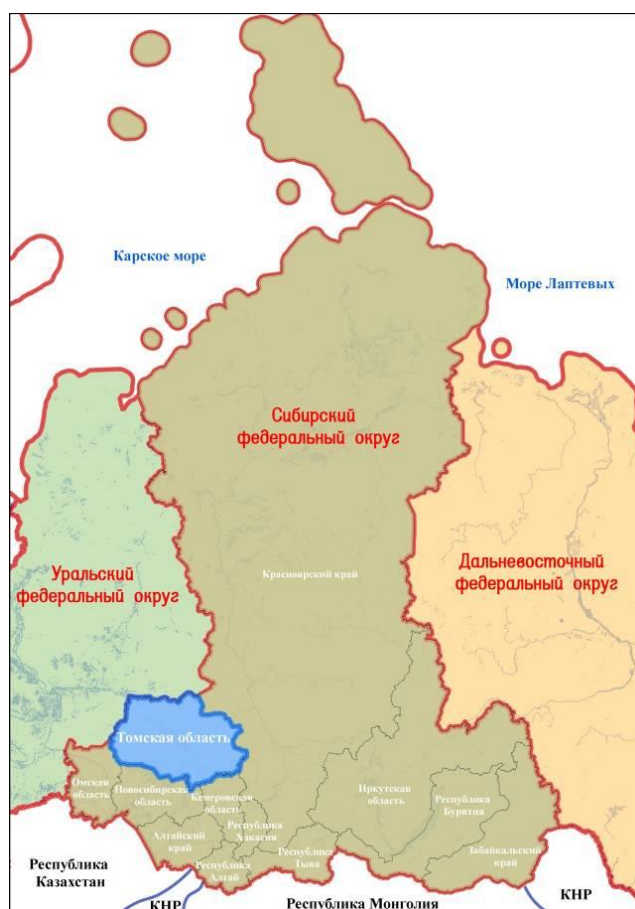 Карское море
Море Лаптевых
Сибирский
федеральный округ
Уральский
федеральный округ
Красноярский край
Дальневосточный
федеральный округ
Томская область
Омская
область
Новосибирская
область
Кемеровская
область
Иркутская
область
Республика
Бурятия
Алтайский
край
Республика
Хакасия
Республика
Тыва
Забайкальский
край
Республика
Алтай
Республика
Казахстан
КНР
Республика Монголия
КНР